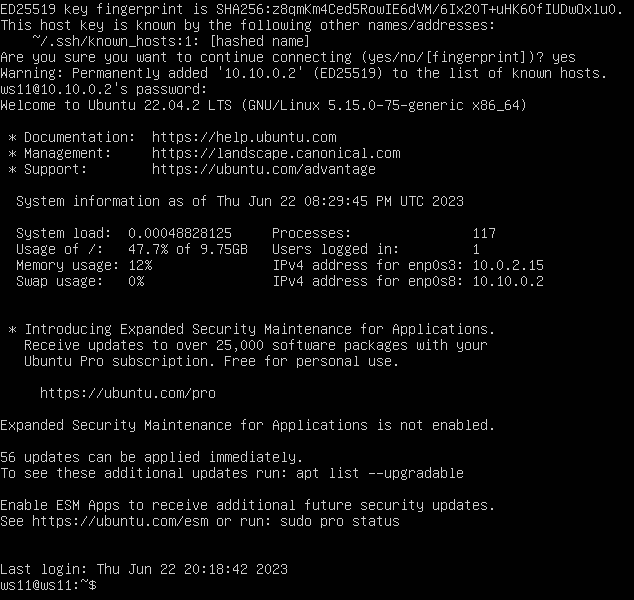 ED25519 key fingerprint is SHA256:z8qmKm4Ced5RowIE6dVM/6Ix20T+uHK60fIUDwOxlu0.
This host key is known by the following other names/addresses:
    ~/.ssh/known_hosts:1: [hashed name]
Are you sure you want to continue connecting (yes/no/[fingerprint])? yes
Warning: Permanently added '10.10.0.2' (ED25519) to the list of known hosts.
ws11@10.10.0.2's password:
Welcome to Ubuntu 22.04.2 LTS (GNU/Linux 5.15.0-75-generic x86_64)
 * Documentation:  https://help.ubuntu.com
 * Management:     https://landscape.canonical.com
 * Support:        https://ubuntu.com/advantage
  System information as of Thu Jun 22 08:29:45 PM UTC 2023
  System load:  0.00048828125     Processes:               117
  Usage of /:   47.7% of 9.75GB   Users logged in:         1
  Memory usage: 12%               IPv4 address for enp0s3: 10.0.2.15
  Swap usage:   0%                IPv4 address for enp0s8: 10.10.0.2
 * Introducing Expanded Security Maintenance for Applications.
   Receive updates to over 25,000 software packages with your
   Ubuntu Pro subscription. Free for personal use.
     https://ubuntu.com/pro
Expanded Security Maintenance for Applications is not enabled.
56 updates can be applied immediately.
To see these additional updates run: apt list --upgradable
Enable ESM Apps to receive additional future security updates.
See https://ubuntu.com/esm or run: sudo pro status
Last login: Thu Jun 22 20:18:42 2023
ws11@ws11:~$